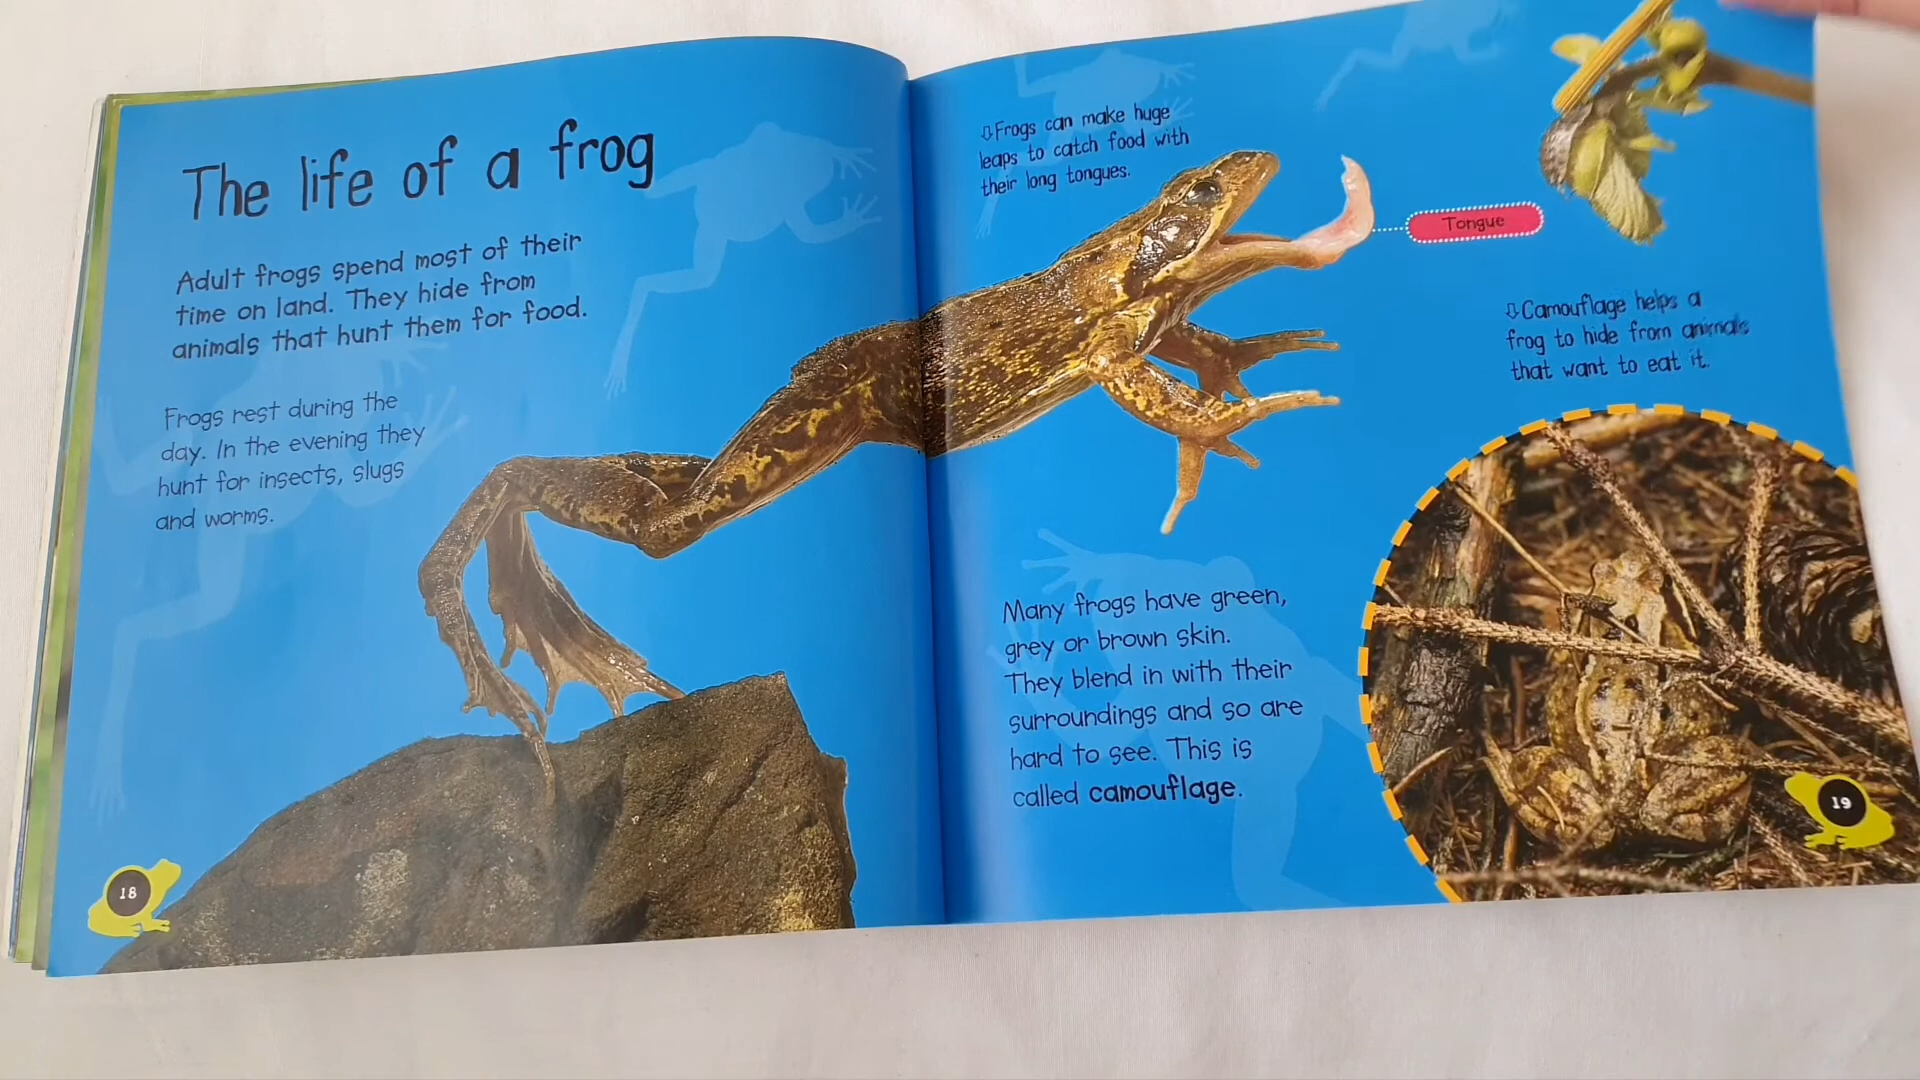 The life of a frog
Adult frogs spend most of their
time on land. They hide from
animals that hunt them for food.
Frogs rest during the
day. In the evening they
hunt for insects, slugs
and worms.
18
Frogs can make huge
leaps to catch food with
their long tongues.
Tongue
Camouflage helps a
frog to hide from animals
that want to eat it.
Many frogs have green,
grey or brown skin.
They blend in with their
surroundings and so are
hard to see. This is
called camouflage.
19